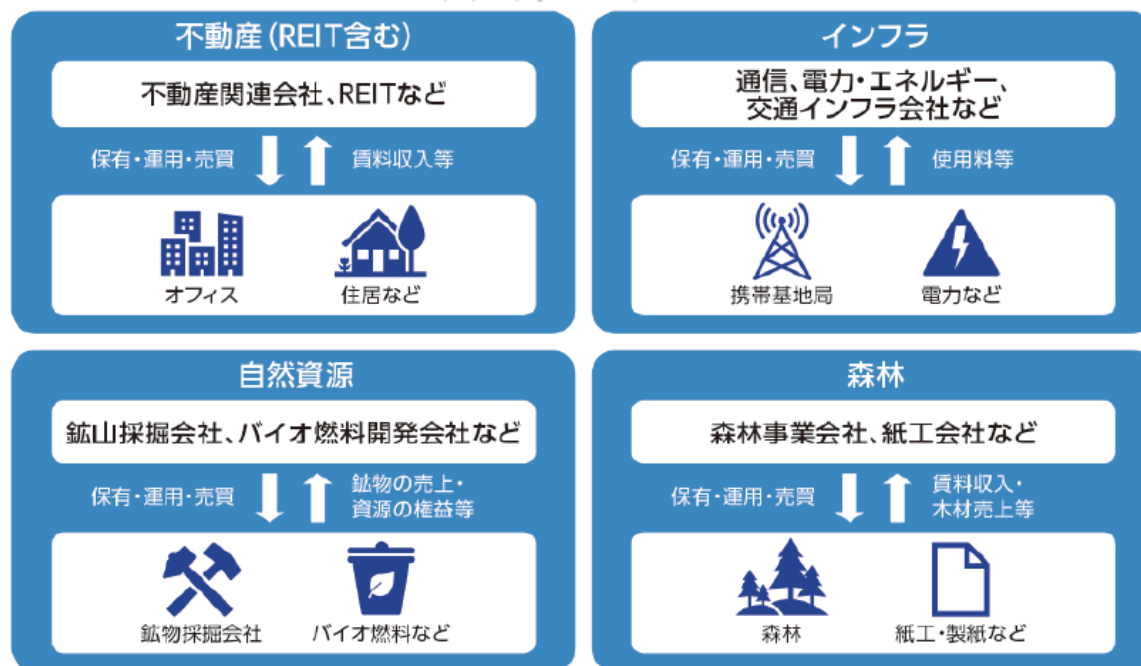 不動産(REIT含む)
不動産関連会社、REITなど
保有・運用・売買
賃料収入等
オフィス
住居など
インフラ
通信、電力・エネルギー、
交通インフラ会社など
保有・運用・売買
使用料等
携帯基地局
電力など
自然資源
鉱山採掘会社、バイオ燃料開発会社など
保有・運用・売買
鉱物の売上・
資源の権益等
鉱物採掘会社
バイオ燃料など
森林
森林事業会社、紙工会社など
保有・運用・売買
賃料収入・
木材売上等
森林
紙工・製紙など